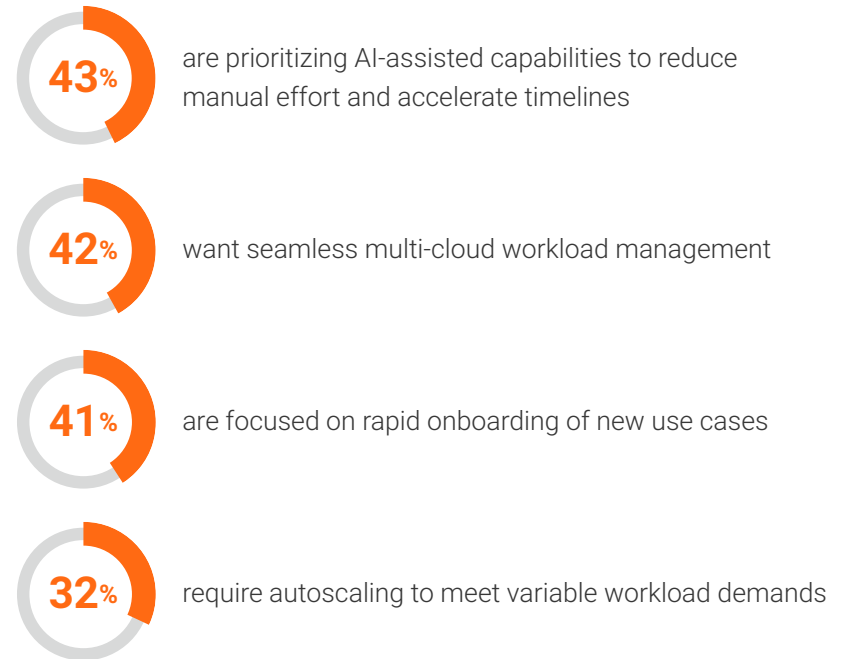 43%
are prioritizing AI-assisted capabilities to reduce
manual effort and accelerate timelines
42%
want seamless multi-cloud workload management
41%
are focused on rapid onboarding of new use cases
32%
require autoscaling to meet variable workload demands